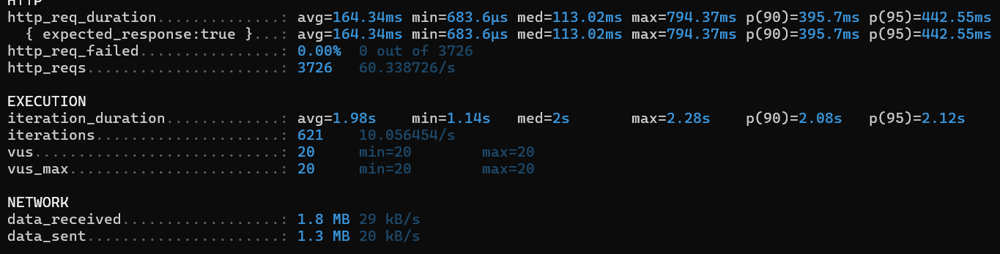 HTTP
http_req_duration..............: avg=164.34ms min=683.6µs med=113.02ms max=794.37ms p(90)=395.7ms p(95)=442.55ms
{ expected_response:true }...: avg=164.34ms min=683.6µs med=113.02ms max=794.37ms p(90)=395.7ms p(95)=442.55ms
http_req_failed................: 0.00% 0 out of 3726
http_reqs......................: 3726 60.338726/s
EXECUTION
iteration_duration.............: avg=1.98s min=1.14s med=2s max=2.28s p(90)=2.08s p(95)=2.12s
iterations.....................: 621 10.056454/s
vus............................: 20 min=20 max=20
vus_max........................: 20 min=20 max=20
NETWORK
data_received..................: 1.8 MB 29 kB/s
data_sent......................: 1.3 MB 20 kB/s